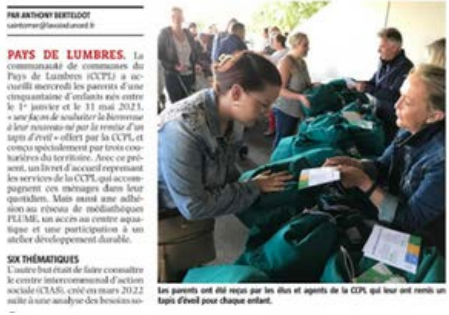 PAR ANTHONY BERTELOOT
saintomer@lavoixdunord.fr
PAYS DE LUMBRES. La
communauté de communes du
Pays de Lumbres (CCPL) a ac-
cueilli mercredi les parents d'une
cinquantaine d'enfants nés entre
le 1er janvier et le 31 mai 2023,
« une façon de souhaiter la bienvenue
à leur nouveau-né par la remise d'un
tapis d'éveil » offert par la CCPL et
conçu spécialement par trois cou-
turières du territoire. Avec ce pré-
sent, un livret d'accueil reprenant
les services de la CCPL qui accom-
pagnent ces ménages dans leur
quotidien. Mais aussi une adhé-
sion au réseau de médiathèques
PLUME, un accès au centre aqua-
tique et une participation à un
atelier développement durable.
SIX THÉMATIQUES
L'autre but était de faire connaître
le centre intercommunal d'action
sociale (CIAS), créé en mars 2022
suite à une analyse des besoins so-
Les parents ont été reçus par les élus et agents de la CCPL qui leur ont remis un
tapis d'éveil pour chaque enfant.